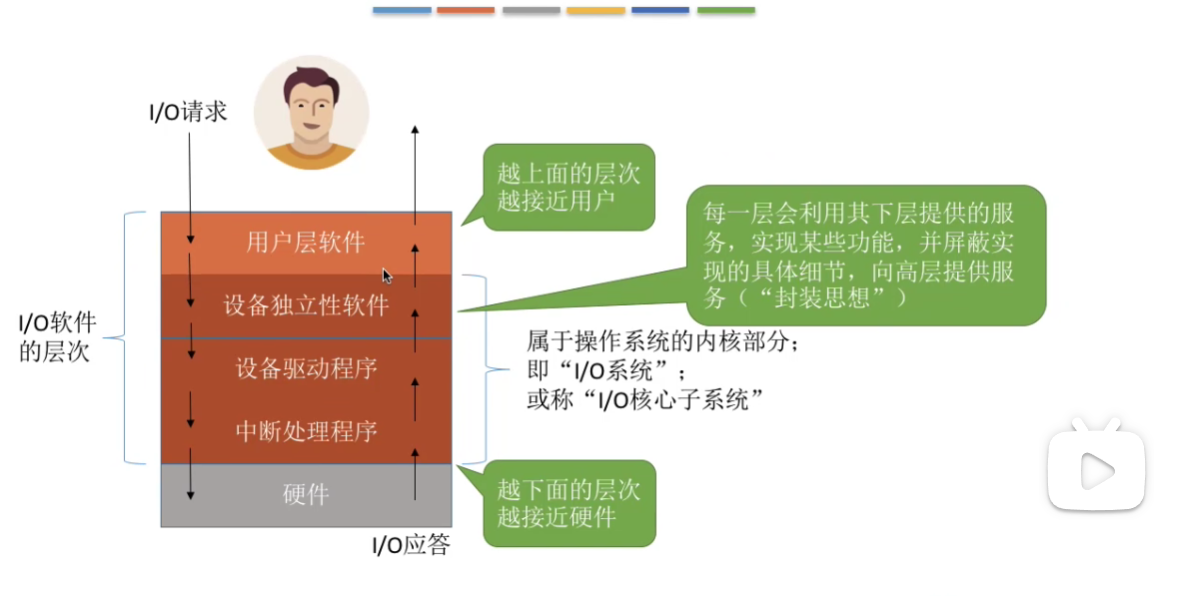 I/O请求
越上面的层次
越接近用户
每一层会利用其下层提供的服
务，实现某些功能，并屏蔽实
现的具体细节，向高层提供服
务（“封装思想”）
用户层软件
设备独立性软件
I/O软件
的层次
设备驱动程序
中断处理程序
属于操作系统的内核部分；
即“I/O系统”；
或称“I/O核心子系统”
硬件
越下面的层次
越接近硬件
I/O应答